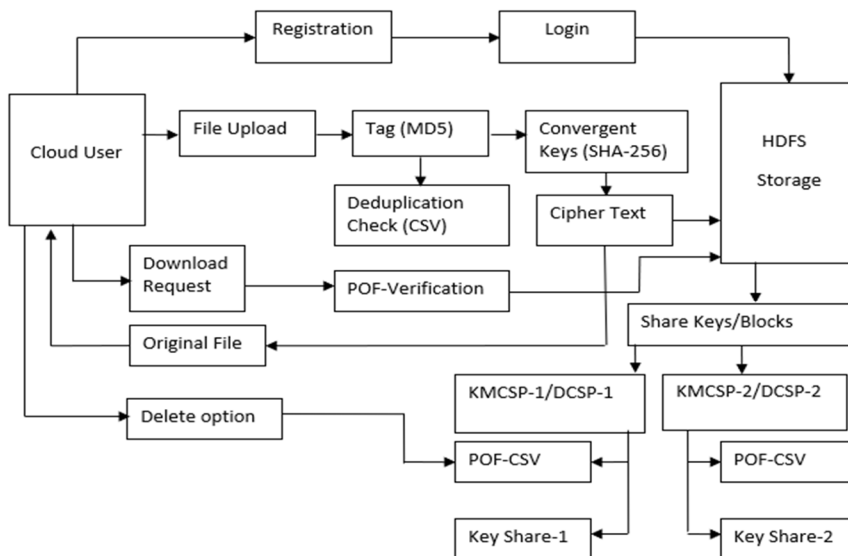 Registration
Login
Cloud User
File Upload
Tag (MD5)
Convergent
Keys (SHA-256)
HDFS
Storage
Deduplication
Check (CSV)
Cipher Text
Download
Request
POF-Verification
Original File
Share Keys/Blocks
KMCSP-1/DCSP-1
KMCSP-2/DCSP-2
Delete option
POF-CSV
POF-CSV
Key Share-1
Key Share-2